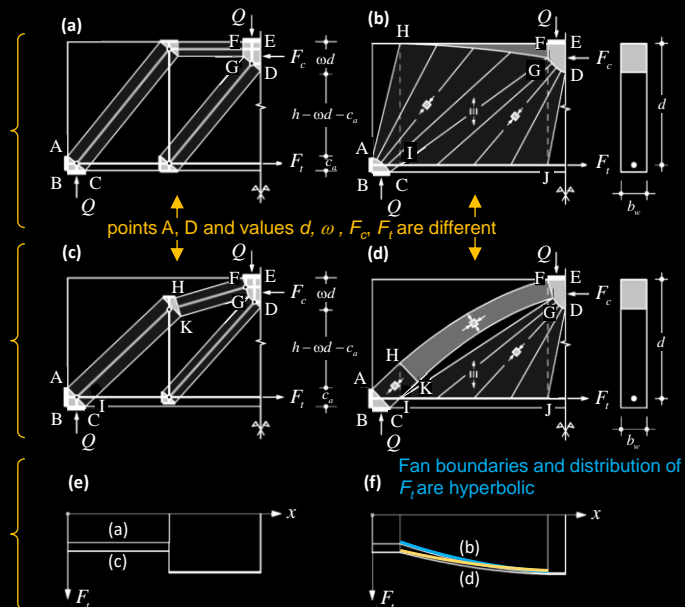 (a)
Q
F
E
G
D
F_c
ωd
h – ωd – c_a
c_a
A
B
C
Q
F_t
(b)
H
Q
F
E
G
D
F_c
A
I
B
C
Q
J
F_t
d
b_w
points A, D and values d, ω , F_c, F_t are different
(c)
H
Q
F
E
G
D
K
F_c
ωd
h – ωd – c_a
c_a
A
B
C
I
Q
F_t
(d)
Q
F
E
G
D
F_c
H
K
A
I
B
C
Q
J
F_t
d
b_w
Fan boundaries and distribution of
F_t are hyperbolic
(e)
x
(a)
(c)
F_t
(f)
x
(b)
(d)
F_t